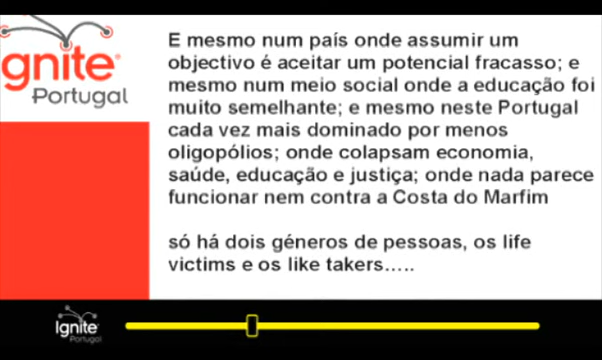 gnite
Portugal
E mesmo num país onde assumir um
objectivo é aceitar um potencial fracasso; e
mesmo num meio social onde a educação foi
muito semelhante; e mesmo neste Portugal
cada vez mais dominado por menos
oligopólios; onde colapsam economia,
saúde, educação e justiça; onde nada parece
funcionar nem contra a Costa do Marfim
só há dois géneros de pessoas, os life
victims e os like takers.....
Ignite
Portugal